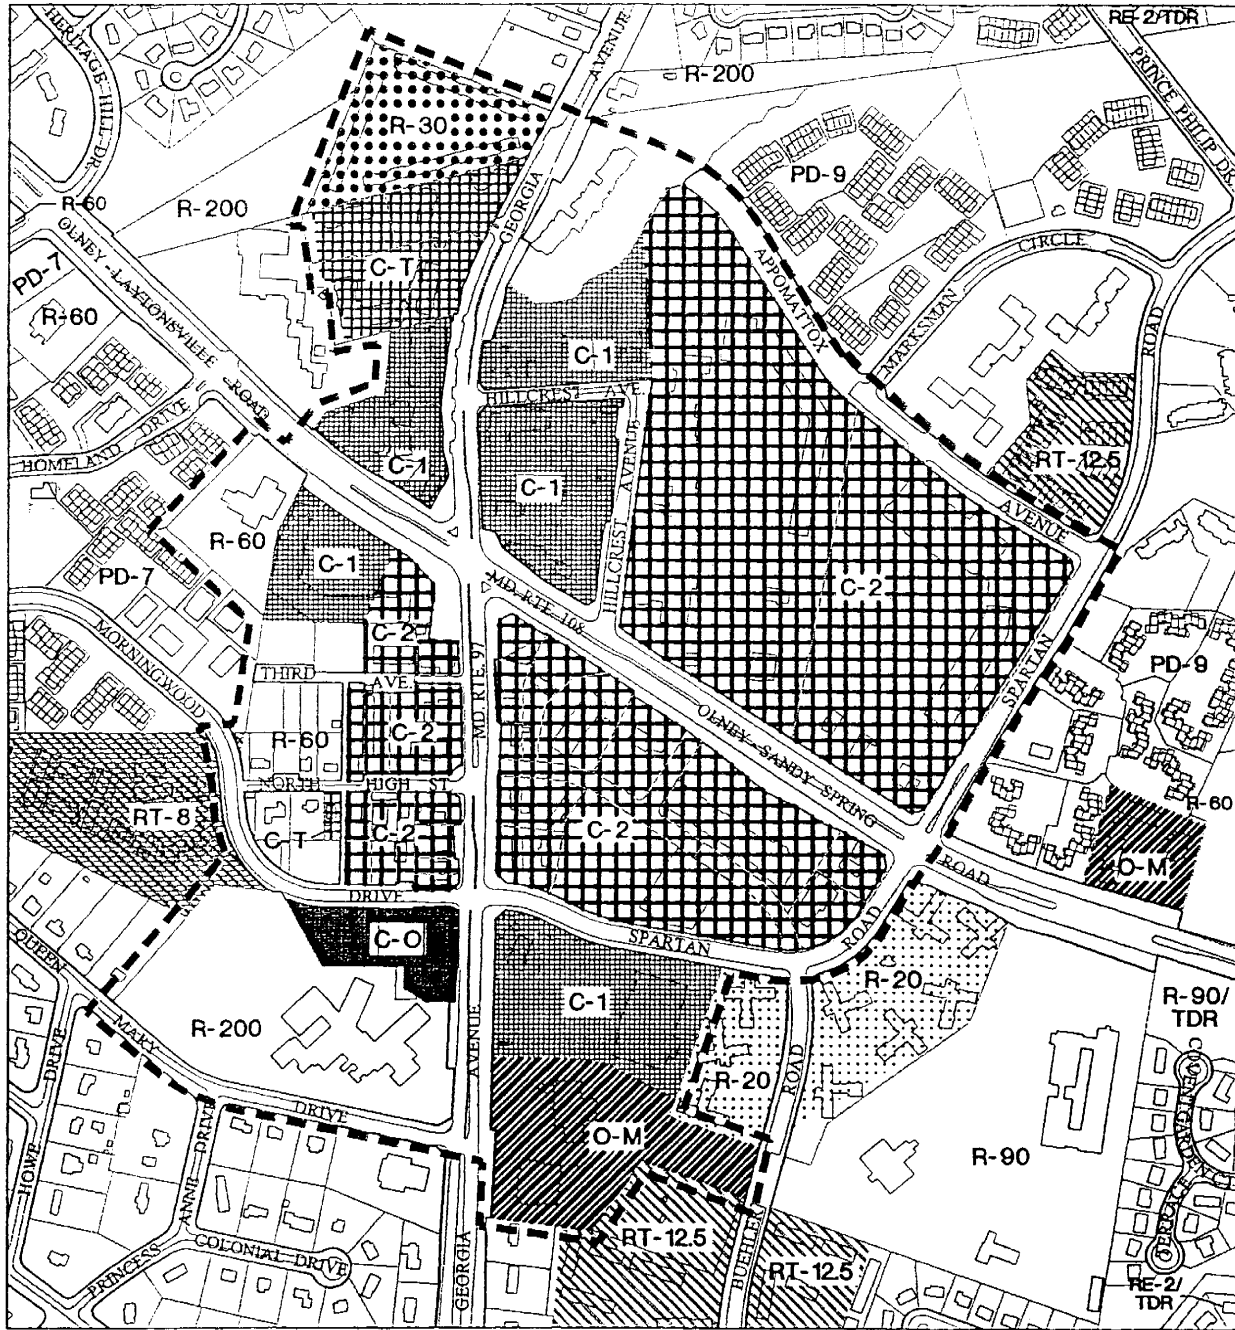 RE-2/TDR
HERITAGE HILL DR.
AVENUE
R-200
PRINCE PHILIP DR.
R-30
PD-9
R-60
R-200
GEORGIA
OLNEY-LAYTONSVILLE ROAD
CIRCLE
PD-7
C-T
APPOMATTOX
MARKSMAN
ROAD
R-60
C-1
HILLCREST AVE.
HOMELAND DRIVE
C-1
HILLCREST AVENUE
RT-12.5
C-1
AVENUE
R-60
C-1
PD-7
MD. RTE. 108
C-2
MORNINGWOOD
C-2
SPARTAN
PD-9
THIRD AVE.
MD. RTE. 97
C-2
OLNEY-SANDY SPRING
R-60
NORTH HIGH ST.
R-60
RT-8
C-T
C-2
C-2
ROAD
O-M
DRIVE
ROAD
QUEEN
C-O
SPARTAN
R-20
R-90/
TDR
MARY
R-200
C-1
AVENUE
DRIVE
R-20
ROAD
DRIVE
O-M
R-90
HOWE
ANNE DRIVE
TERRACE
PRINCESS
COLONIAL DRIVE
GEORGIA
RT-12.5
BUEHLER
RT-12.5
RE-2/
TDR